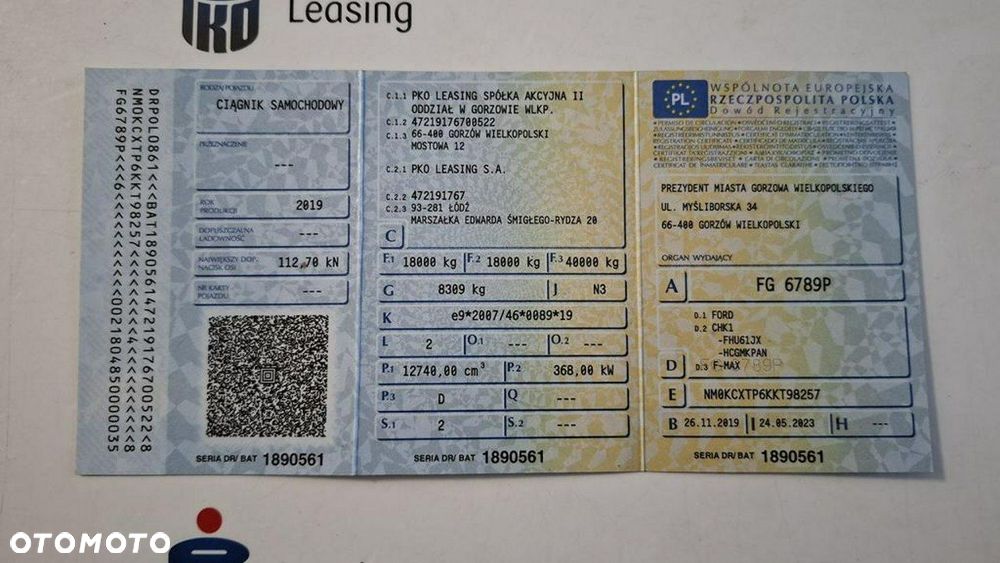 PKO
Leasing
DRPOL0861<<<BAT1890561472191767005 22<8
NM0KCXTP6KKT98257<<<<<<<<<
FG6789P<<6
RODZAJ POJAZDU
CIĄGNIK SAMOCHODOWY
PRZEZNACZENIE
---
ROK PRODUKCJI
2019
DOPUSZCZALNA ŁADOWNOŚĆ
---
NAJWIĘKSZY DOP. NACISK OSI
112,70 kN
NR KARTY POJAZDU
---
SERIA DR/ BAT 1890561
C.1.1 PKO LEASING SPÓŁKA AKCYJNA II
ODDZIAŁ W GORZOWIE WLKP.
C.1.2 47219176700522
C.1.3 66-400 GORZÓW WIELKOPOLSKI
MOSTOWA 12
C.2.1 PKO LEASING S.A.
C.2.2 472191767
C.2.3 93-281 ŁÓDŹ
MARSZAŁKA EDWARDA ŚMIGŁEGO-RYDZA 20
C
F.1 18000 kg F.2 18000 kg F.3 40000 kg
G 8309 kg J N3
K e9*2007/46*0089*19
L 2 O.1 --- O.2 ---
P.1 12740,00 cm³ P.2 368,00 kW
P.3 D Q ---
S.1 2 S.2 ---
SERIA DR/ BAT 1890561
PL
WSPÓLNOTA EUROPEJSKA
RZECZPOSPOLITA POLSKA
Dowód Rejestracyjny
PREZYDENT MIASTA GORZOWA WIELKOPOLSKIEGO
UL. MYŚLIBORSKA 34
66-400 GORZÓW WIELKOPOLSKI
ORGAN WYDAJĄCY
A FG 6789P
D.1 FORD
D.2 CHK1
-FHU61JX
-HCGMKPAN
D D.3 F-MAX
E NM0KCXTP6KKT98257
B 26.11.2019 I 24.05.2023 H ---
SERIA DR/ BAT 1890561
OTOMOTO